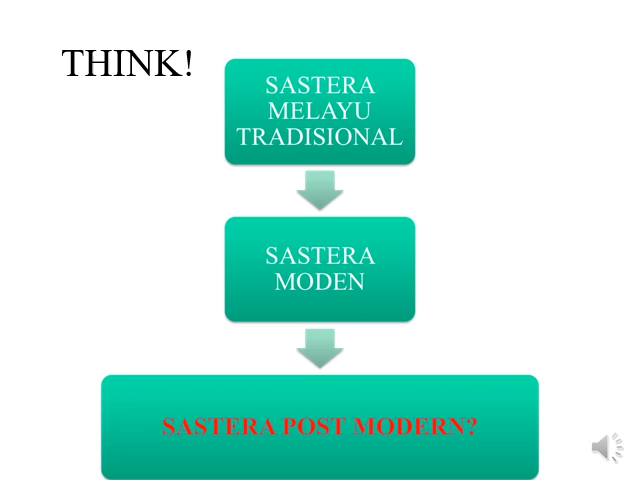 THINK!
SASTERA
MELAYU
TRADISIONAL
SASTERA
MODEN
SASTERA POST MODERN?